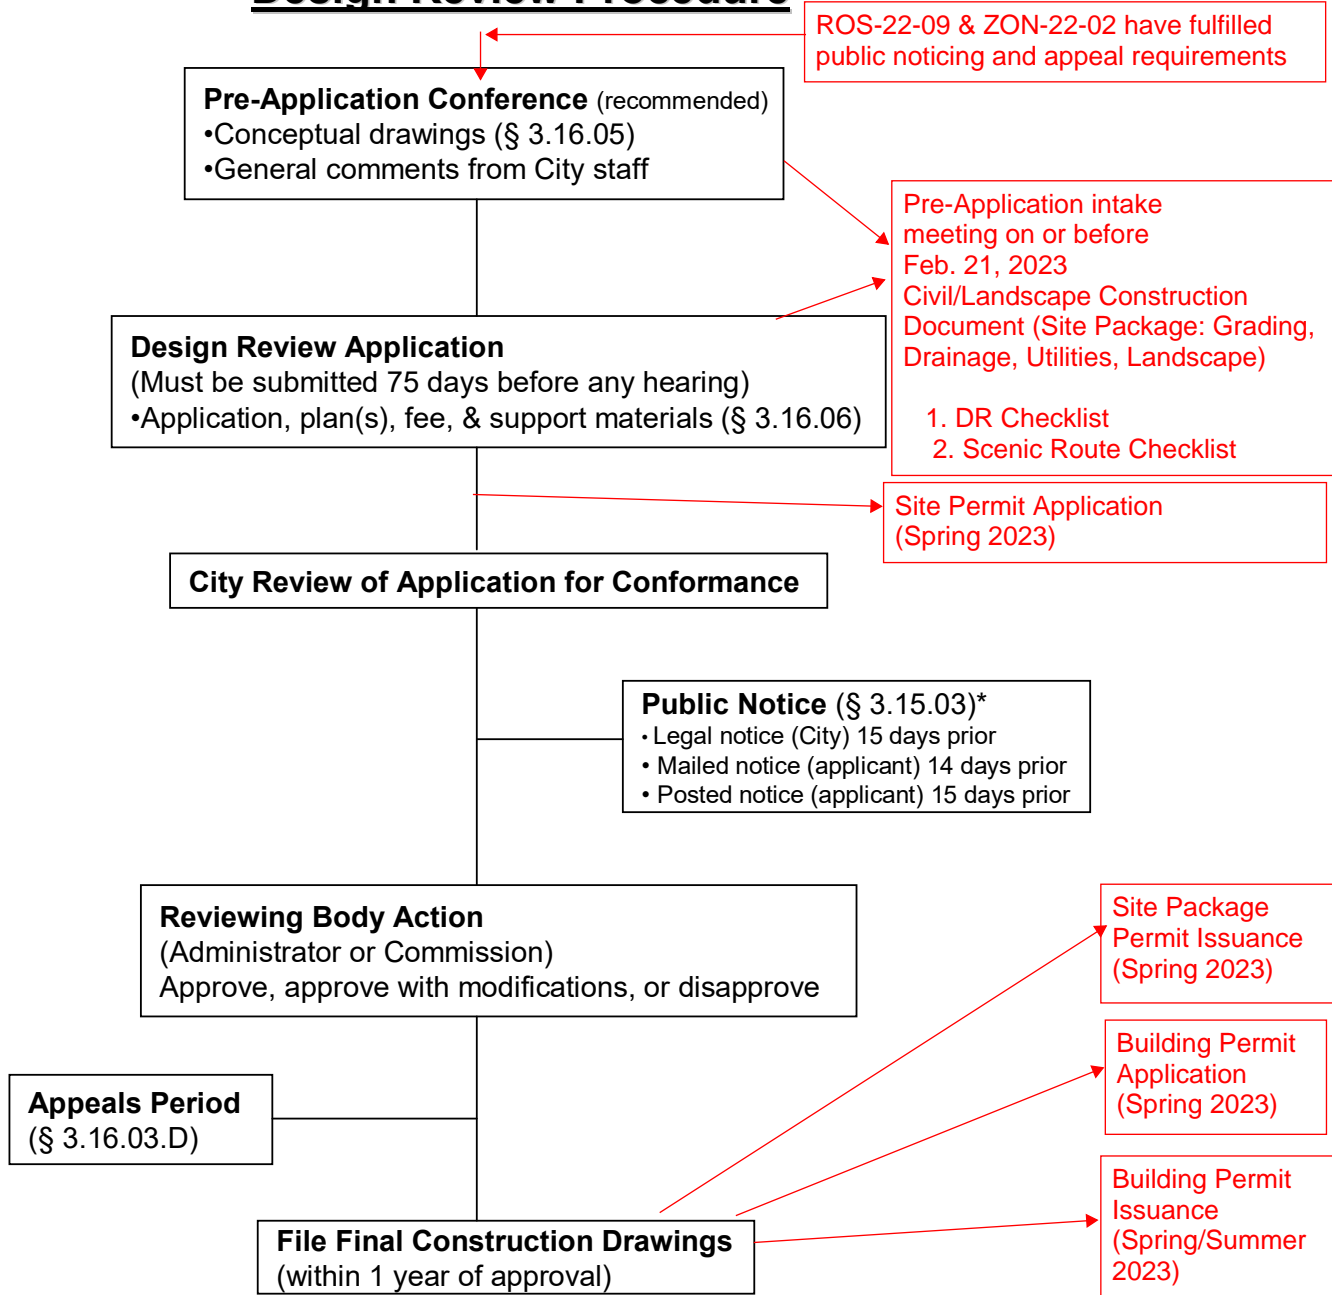 Design Review Procedure
ROS-22-09 & ZON-22-02 have fulfilled
public noticing and appeal requirements
Pre-Application Conference (recommended)
•Conceptual drawings (§ 3.16.05)
•General comments from City staff
Pre-Application intake
meeting on or before
Feb. 21, 2023
Civil/Landscape Construction
Document (Site Package: Grading,
Drainage, Utilities, Landscape)
1. DR Checklist
2. Scenic Route Checklist
Design Review Application
(Must be submitted 75 days before any hearing)
•Application, plan(s), fee, & support materials (§ 3.16.06)
Site Permit Application
(Spring 2023)
City Review of Application for Conformance
Public Notice (§ 3.15.03)*
• Legal notice (City) 15 days prior
• Mailed notice (applicant) 14 days prior
• Posted notice (applicant) 15 days prior
Reviewing Body Action
(Administrator or Commission)
Approve, approve with modifications, or disapprove
Site Package
Permit Issuance
(Spring 2023)
Building Permit
Application
(Spring 2023)
Appeals Period
(§ 3.16.03.D)
Building Permit
Issuance
(Spring/Summer
2023)
File Final Construction Drawings
(within 1 year of approval)